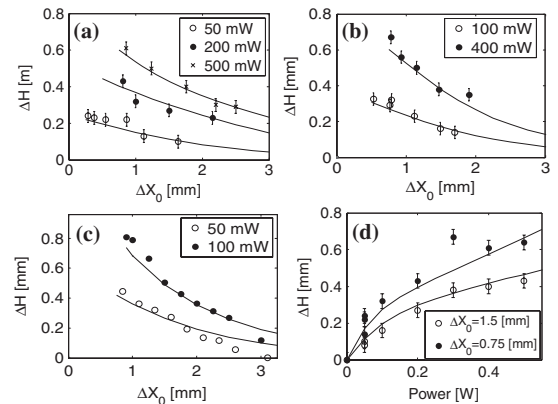 (a)
50 mW
200 mW
500 mW
ΔH [m]
0.8
0.6
0.4
0.2
0
0 1 2 3
ΔX₀ [mm]
(b)
100 mW
400 mW
ΔH [mm]
0.8
0.6
0.4
0.2
0
0 1 2 3
ΔX₀ [mm]
(c)
50 mW
100 mW
ΔH [mm]
0.8
0.6
0.4
0.2
0
0 1 2 3
ΔX₀ [mm]
(d)
ΔX₀=1.5 [mm]
ΔX₀=0.75 [mm]
ΔH [mm]
0.8
0.6
0.4
0.2
0
0 0.2 0.4
Power [W]